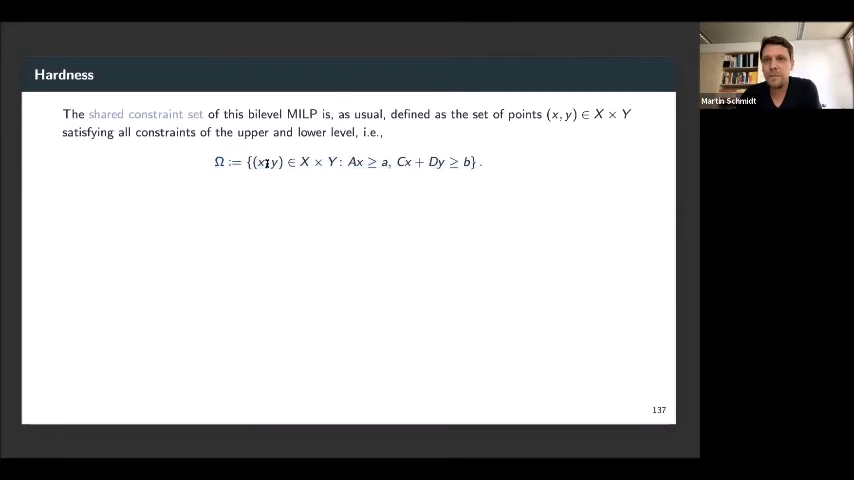 Hardness
The shared constraint set of this bilevel MILP is, as usual, defined as the set of points (x, y) ∈ X × Y
satisfying all constraints of the upper and lower level, i.e.,
Ω := {(x, y) ∈ X × Y : Ax ≥ a, Cx + Dy ≥ b} .
137
Martin Schmidt